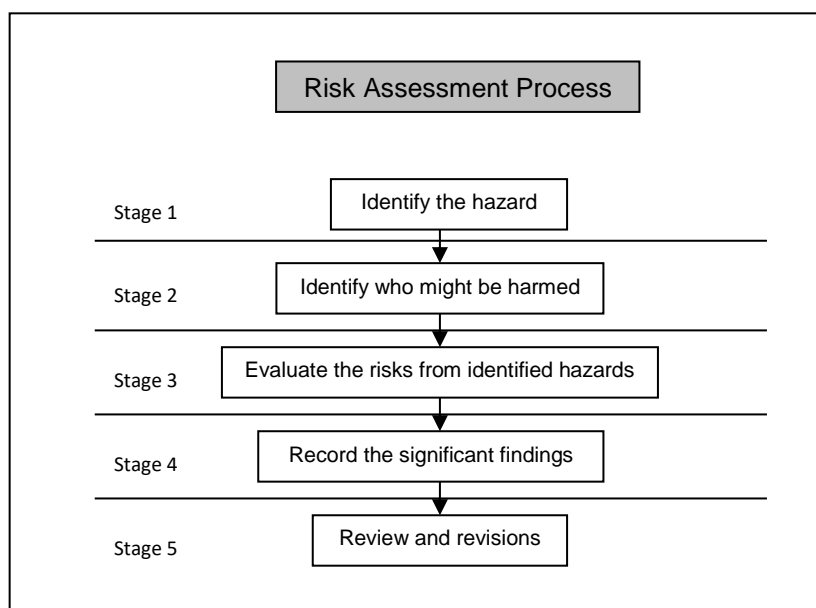 Risk Assessment Process
Stage 1
Identify the hazard
Stage 2
Identify who might be harmed
Stage 3
Evaluate the risks from identified hazards
Stage 4
Record the significant findings
Stage 5
Review and revisions